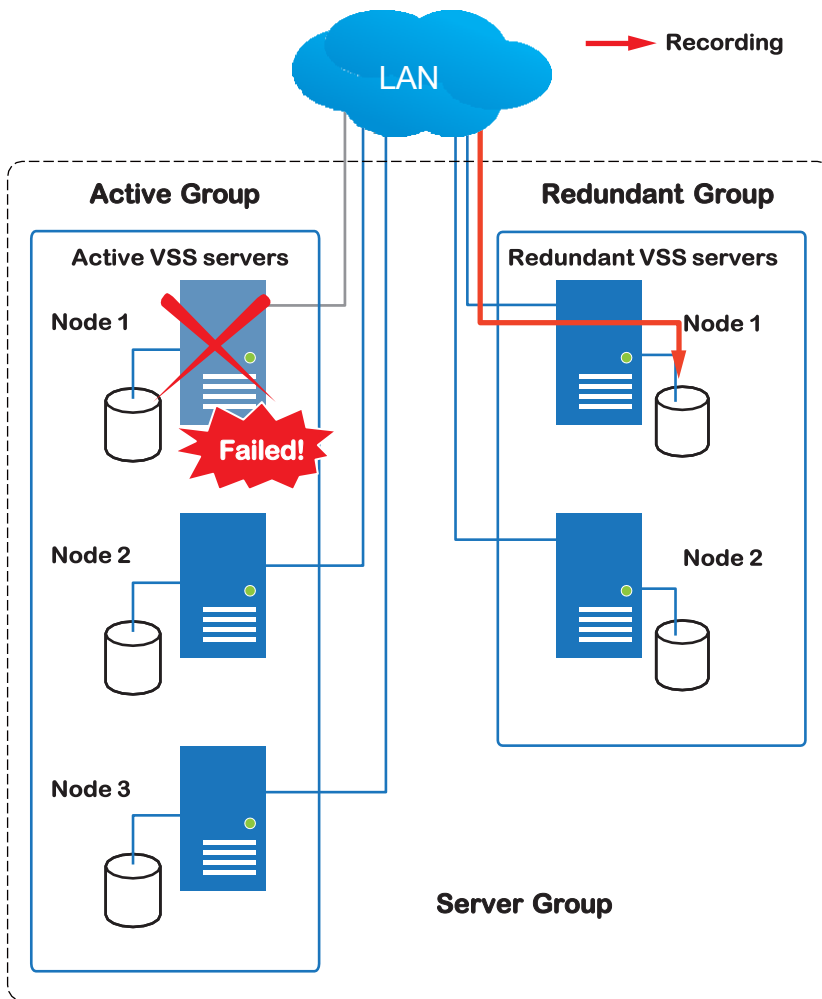 LAN
Recording
Active Group
Redundant Group
Active VSS servers
Redundant VSS servers
Node 1
Node 1
Failed!
Node 2
Node 2
Node 3
Server Group